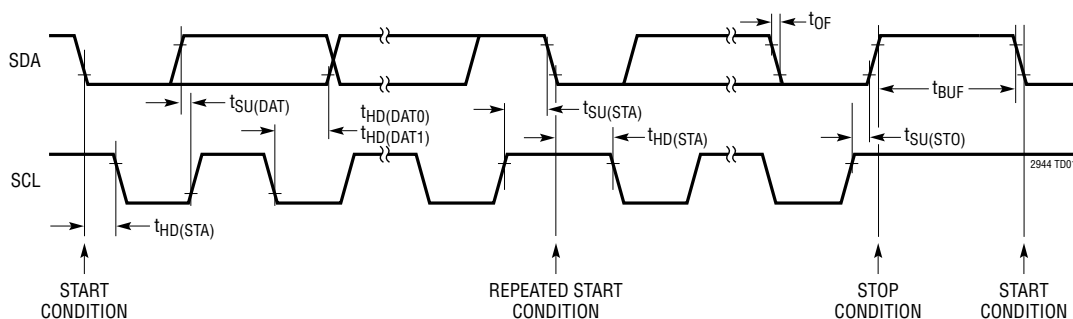 SDA
tOF
tSU(DAT)
tHD(DAT0)
tHD(DAT1)
tSU(STA)
tHD(STA)
tBUF
tSU(STO)
SCL
2944 TD01
tHD(STA)
START
CONDITION
REPEATED START
CONDITION
STOP
CONDITION
START
CONDITION